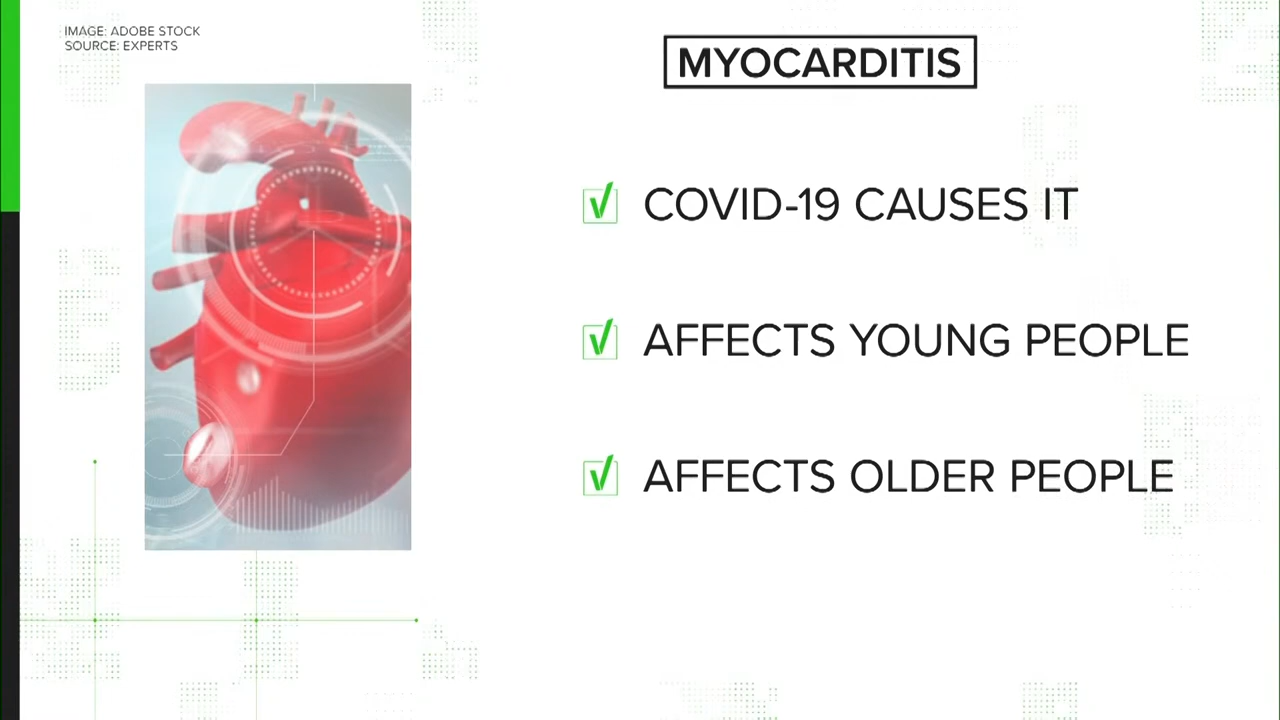 IMAGE: ADOBE STOCK
SOURCE: EXPERTS
MYOCARDITIS
COVID-19 CAUSES IT
AFFECTS YOUNG PEOPLE
AFFECTS OLDER PEOPLE